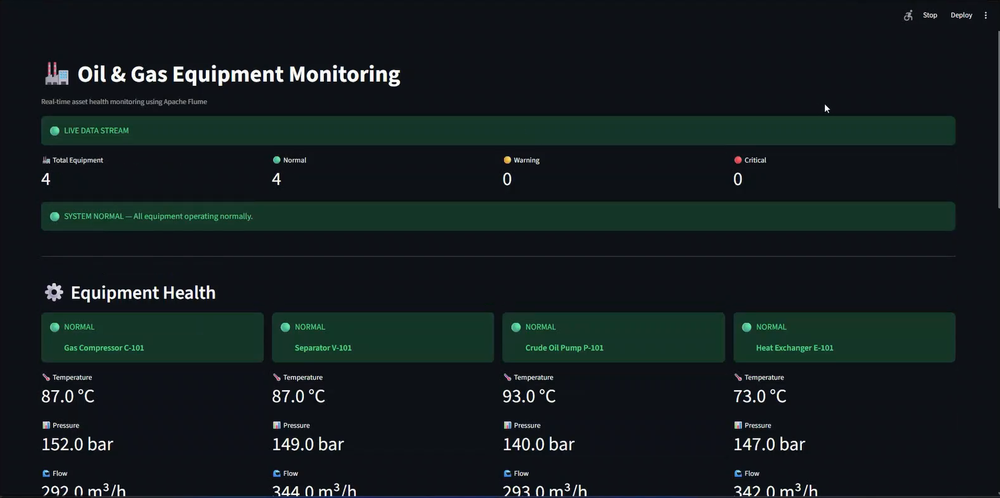 Stop Deploy
Oil & Gas Equipment Monitoring
Real-time asset health monitoring using Apache Flume
LIVE DATA STREAM
Total Equipment Normal Warning Critical
4 4 0 0
SYSTEM NORMAL — All equipment operating normally.
Equipment Health
NORMAL NORMAL NORMAL NORMAL
Gas Compressor C-101 Separator V-101 Crude Oil Pump P-101 Heat Exchanger E-101
Temperature Temperature Temperature Temperature
87.0 °C 87.0 °C 93.0 °C 73.0 °C
Pressure Pressure Pressure Pressure
152.0 bar 149.0 bar 140.0 bar 147.0 bar
Flow Flow Flow Flow
292.0 m³/h 344.0 m³/h 293.0 m³/h 342.0 m³/h